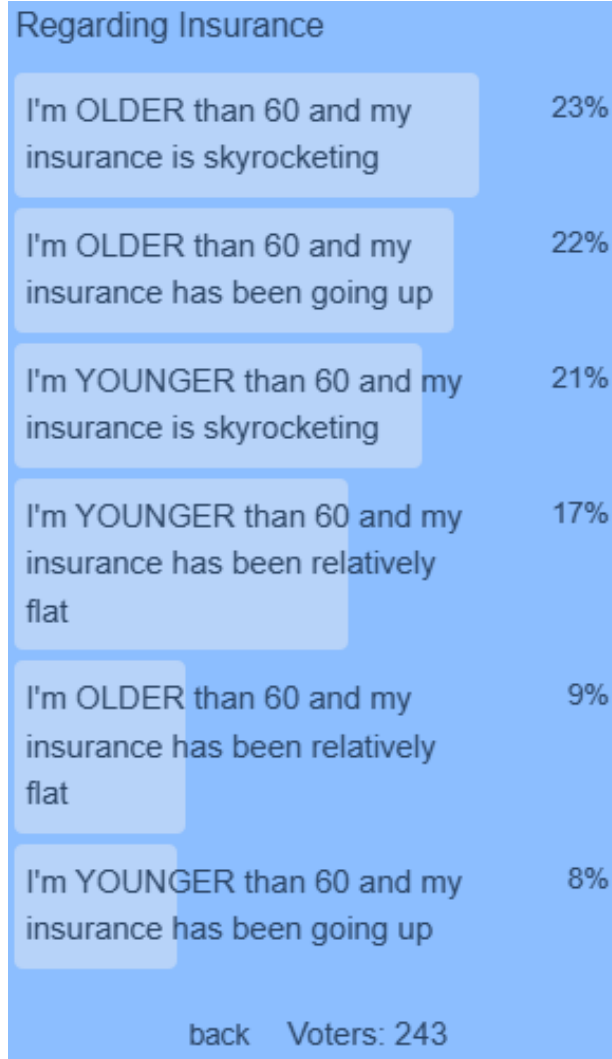 Regarding Insurance
I'm OLDER than 60 and my 23%
insurance is skyrocketing
I'm OLDER than 60 and my 22%
insurance has been going up
I'm YOUNGER than 60 and my 21%
insurance is skyrocketing
I'm YOUNGER than 60 and my 17%
insurance has been relatively
flat
I'm OLDER than 60 and my 9%
insurance has been relatively
flat
I'm YOUNGER than 60 and my 8%
insurance has been going up
back Voters: 243